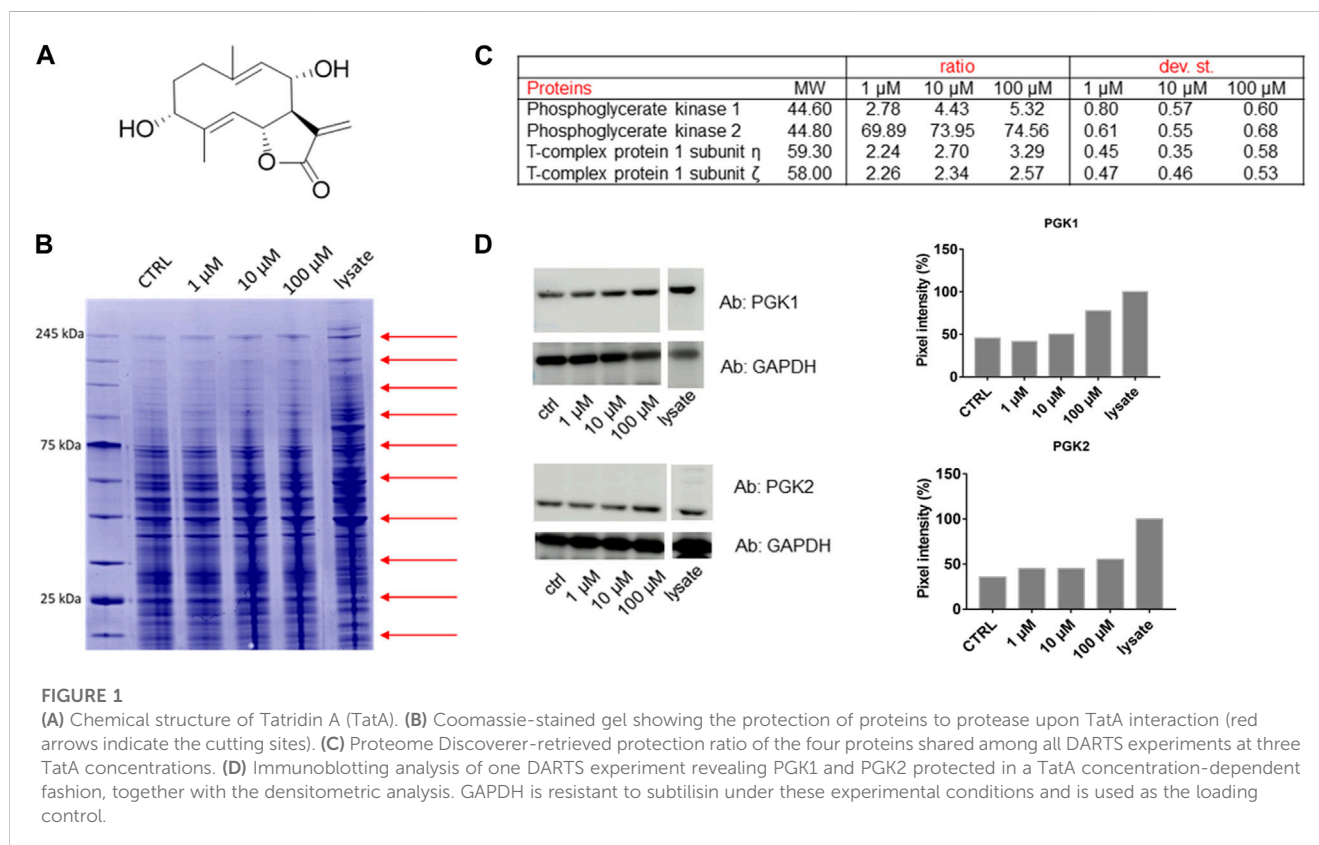 A
OH
HO
O
O
C
ratio dev. st.
Proteins MW 1 µM 10 µM 100 µM 1 µM 10 µM 100 µM
Phosphoglycerate kinase 1 44.60 2.78 4.43 5.32 0.80 0.57 0.60
Phosphoglycerate kinase 2 44.80 69.89 73.95 74.56 0.61 0.55 0.68
T-complex protein 1 subunit η 59.30 2.24 2.70 3.29 0.45 0.35 0.58
T-complex protein 1 subunit ζ 58.00 2.26 2.34 2.57 0.47 0.46 0.53
B
CTRL 1 µM 10 µM 100 µM lysate
245 kDa
75 kDa
25 kDa
D
Ab: PGK1
Ab: GAPDH
ctrl 1 µM 10 µM 100 µM lysate
Ab: PGK2
Ab: GAPDH
ctrl 1 µM 10 µM 100 µM lysate
PGK1
Pixel intensity (%)
150
100
50
0
CTRL 1 µM 10 µM 100 µM lysate
PGK2
Pixel intensity (%)
150
100
50
0
CTRL 1 µM 10 µM 100 µM lysate
FIGURE 1
(A) Chemical structure of Tatridin A (TatA). (B) Coomassie-stained gel showing the protection of proteins to protease upon TatA interaction (red
arrows indicate the cutting sites). (C) Proteome Discoverer-retrieved protection ratio of the four proteins shared among all DARTS experiments at three
TatA concentrations. (D) Immunoblotting analysis of one DARTS experiment revealing PGK1 and PGK2 protected in a TatA concentration-dependent
fashion, together with the densitometric analysis. GAPDH is resistant to subtilisin under these experimental conditions and is used as the loading
control.